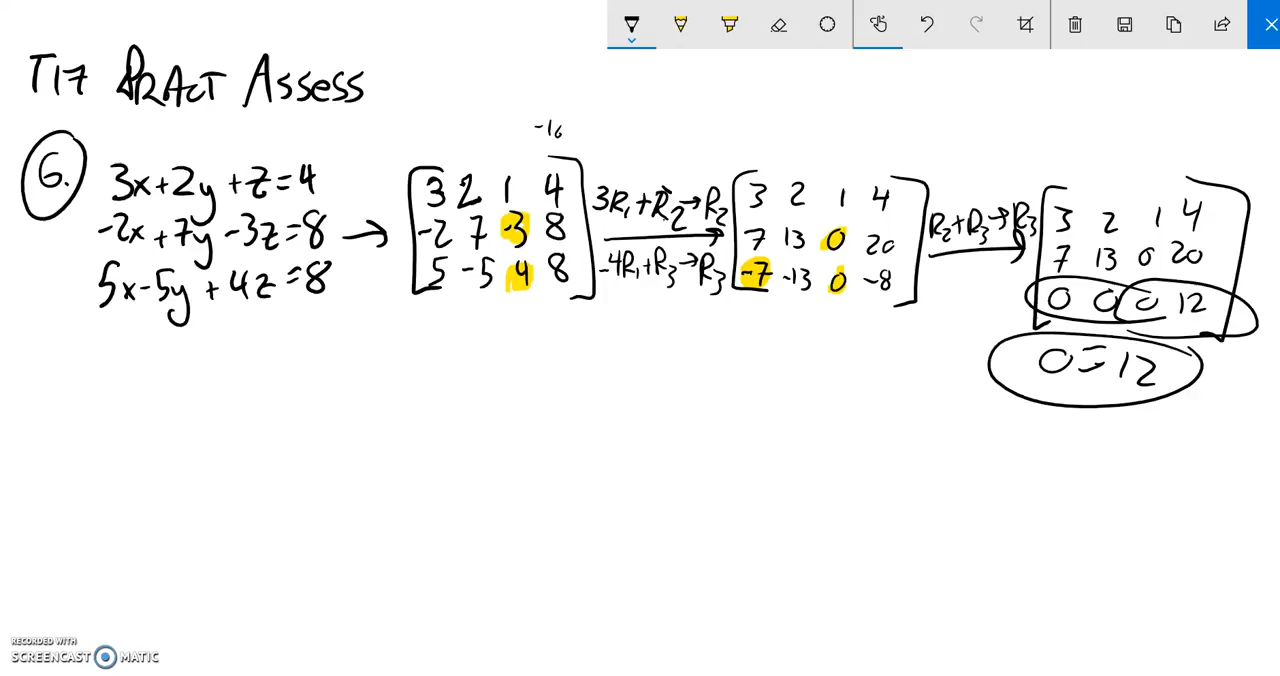 T17 PRACT ASSESS
-16
6.
3x+2y+z=4
-2x+7y-3z=8
5x-5y+4z=8
→
3 2 1 4
-2 7 -3 8
5 -5 4 8
3R₁+R₂→R₂
-4R₁+R₃→R₃
3 2 1 4
7 13 0 20
-7 -13 0 -8
R₂+R₃→R₃
3 2 1 4
7 13 0 20
0 0 0 12
0=12
RECORDED WITH
SCREENCAST MATIC